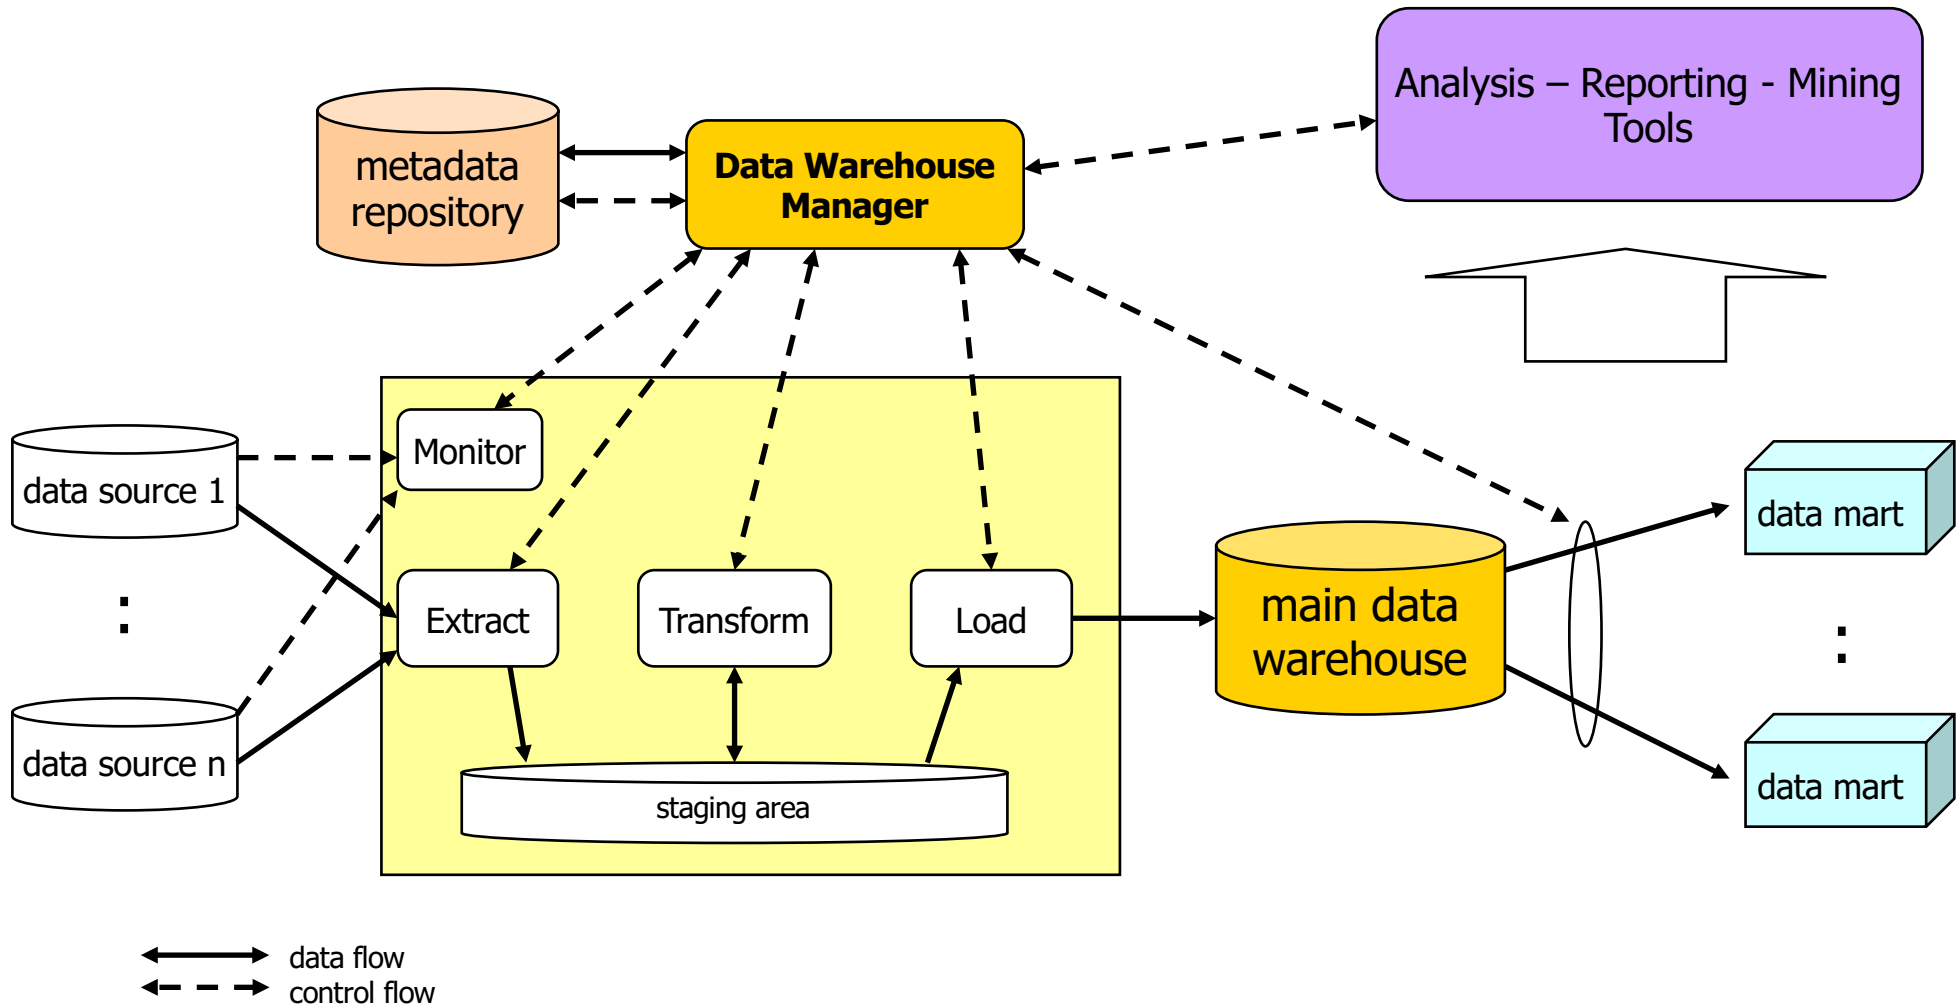 Analysis – Reporting - Mining
Tools
metadata
repository
Data Warehouse
Manager
Monitor
data source 1
:
data source n
Extract
Transform
Load
staging area
main data
warehouse
data mart
:
data mart
data flow
control flow